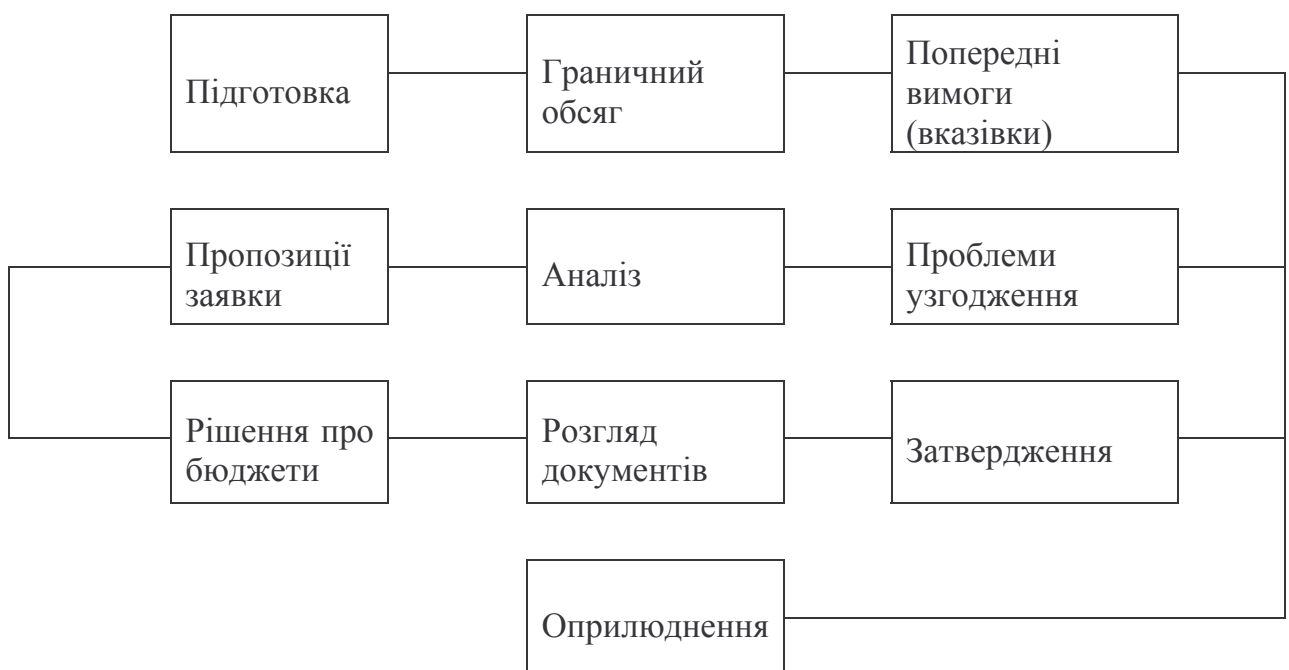 Підготовка
Граничний
обсяг
Попередні
вимоги
(вказівки)
Пропозиції
заявки
Аналіз
Проблеми
узгодження
Рішення про
бюджети
Розгляд
документів
Затвердження
Оприлюднення